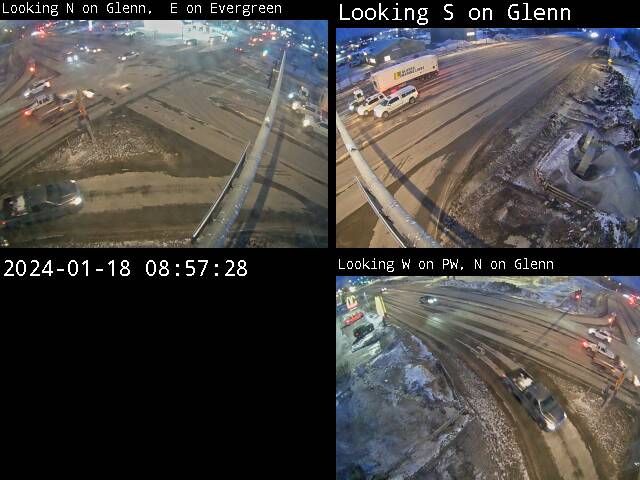 Looking N on Glenn,  E on Evergreen
Looking S on Glenn
2024-01-18 08:57:28
Looking W on PW, N on Glenn